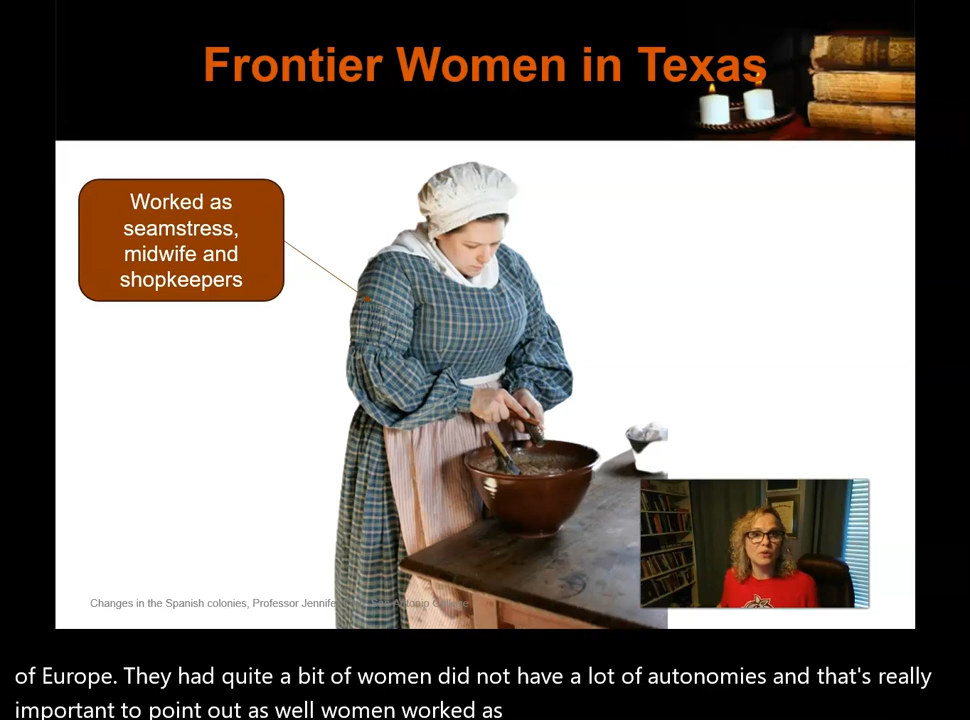 Frontier Women in Texas
Worked as
seamstress,
midwife and
shopkeepers
Changes in the Spanish colonies, Professor Jennife
of Europe. They had quite a bit of women did not have a lot of autonomies and that's really
important to point out as well women worked as